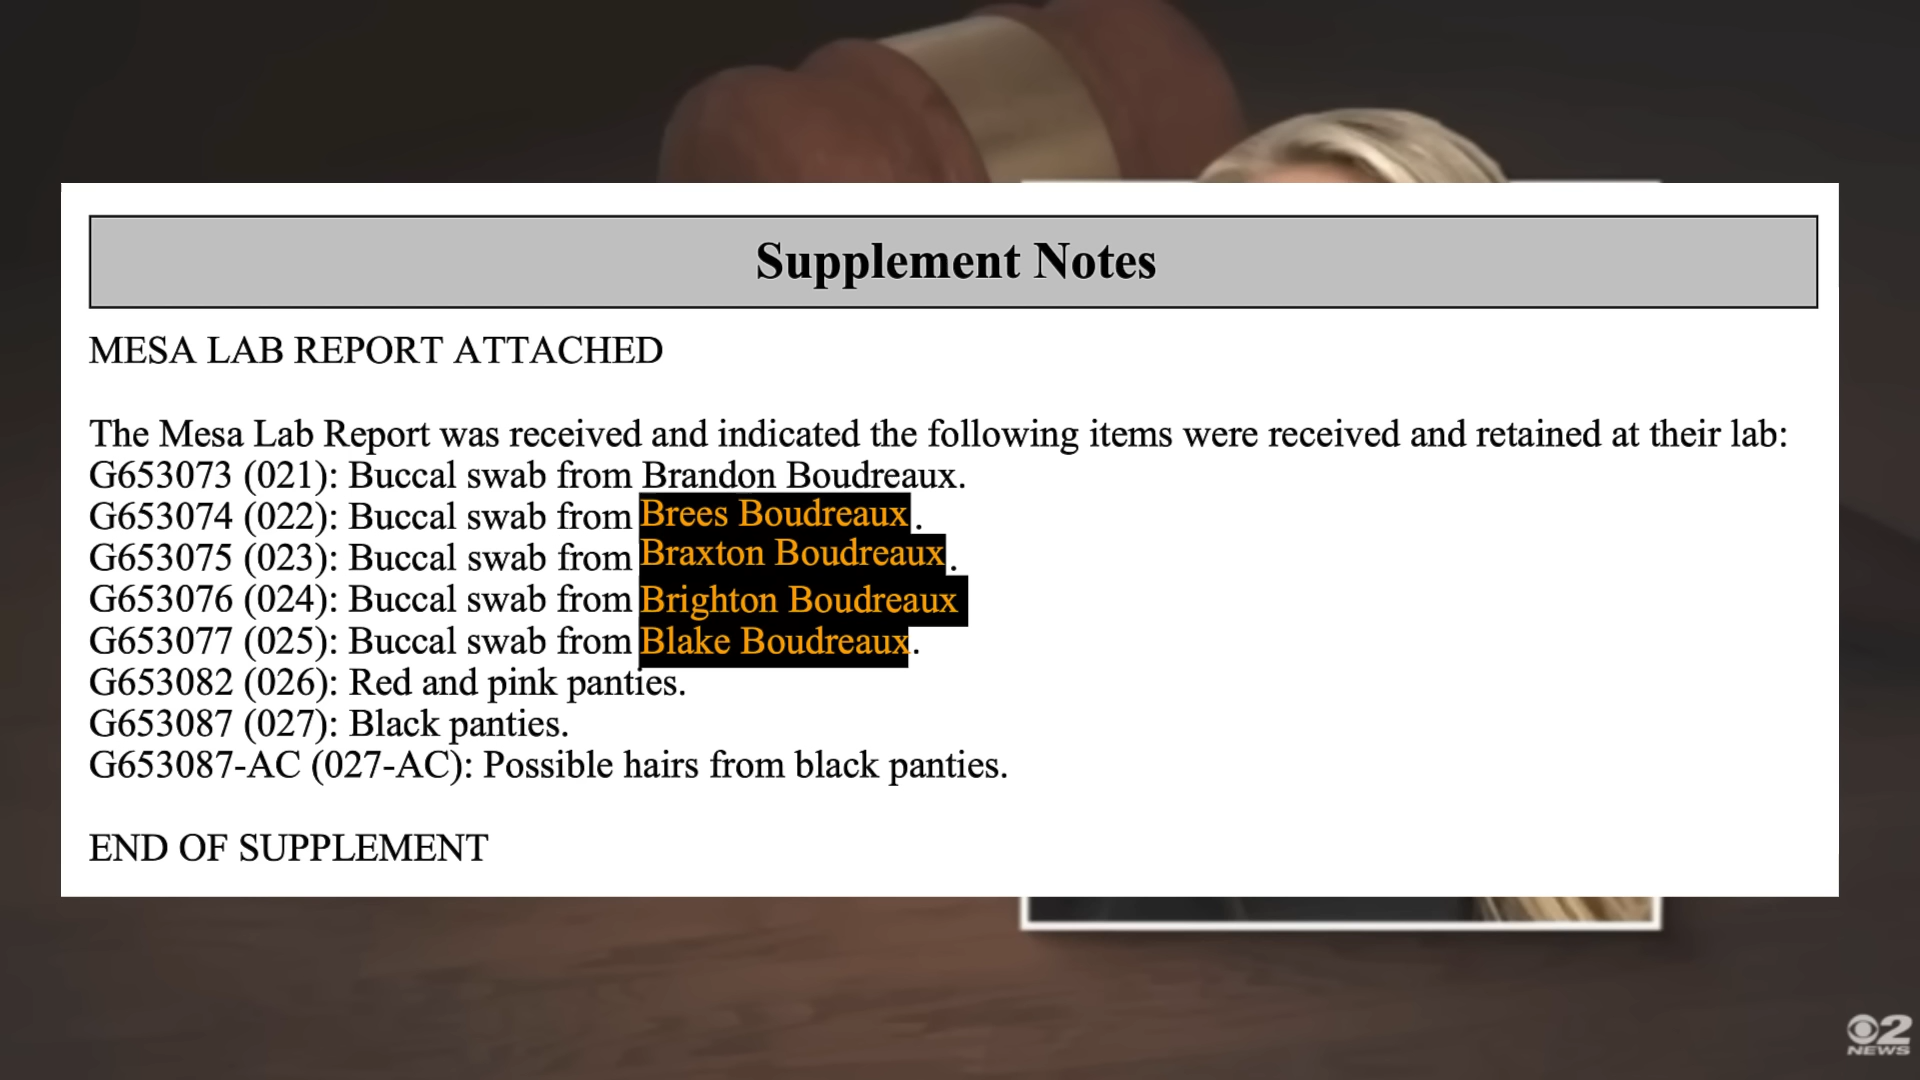 Supplement Notes
MESA LAB REPORT ATTACHED
The Mesa Lab Report was received and indicated the following items were received and retained at their lab:
G653073 (021): Buccal swab from Brandon Boudreaux.
G653074 (022): Buccal swab from Brees Boudreaux.
G653075 (023): Buccal swab from Braxton Boudreaux.
G653076 (024): Buccal swab from Brighton Boudreaux
G653077 (025): Buccal swab from Blake Boudreaux.
G653082 (026): Red and pink panties.
G653087 (027): Black panties.
G653087-AC (027-AC): Possible hairs from black panties.
END OF SUPPLEMENT
2
NEWS